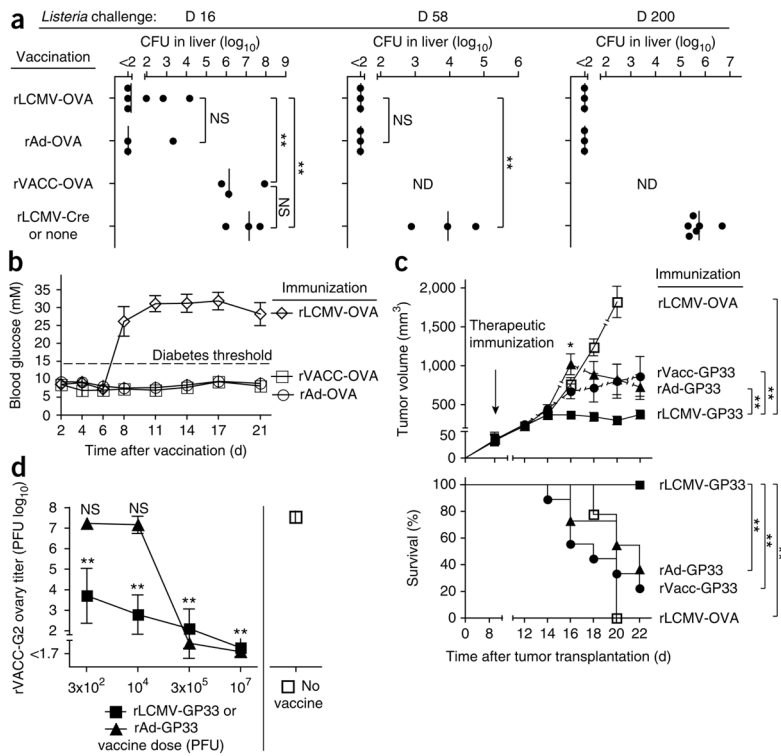 Listeria challenge: D 16 D 58 D 200
a
CFU in liver (log10) CFU in liver (log10) CFU in liver (log10)
Vaccination <2 2 3 4 5 6 7 8 9 <2 2 3 4 5 6 <2 2 3 4 5 6 7
rLCMV-OVA
NS ** ** NS **
rAd-OVA
rVACC-OVA ND ND
NS
rLCMV-Cre
or none
b
Blood glucose (mM)
35
30
25
20
15
10
5
0
Immunization
rLCMV-OVA
Diabetes threshold
rVACC-OVA
rAd-OVA
2 4 6 8 11 14 17 21
Time after vaccination (d)
c
Tumor volume (mm3)
2,000
1,500
1,000
500
50
0
Therapeutic
immunization
*
Immunization
rLCMV-OVA
rVacc-GP33
rAd-GP33
rLCMV-GP33
** ** **
Survival (%)
100
80
60
40
20
0
rLCMV-GP33
rAd-GP33
rVacc-GP33
rLCMV-OVA
** **
0 8 12 14 16 18 20 22
Time after tumor transplantation (d)
d
rVACC-G2 ovary titer (PFU log10)
8
7
6
5
4
3
2
<1.7
NS NS
** ** ** **
3x102 104 3x105 107
rLCMV-GP33 or
rAd-GP33
vaccine dose (PFU)
No
vaccine